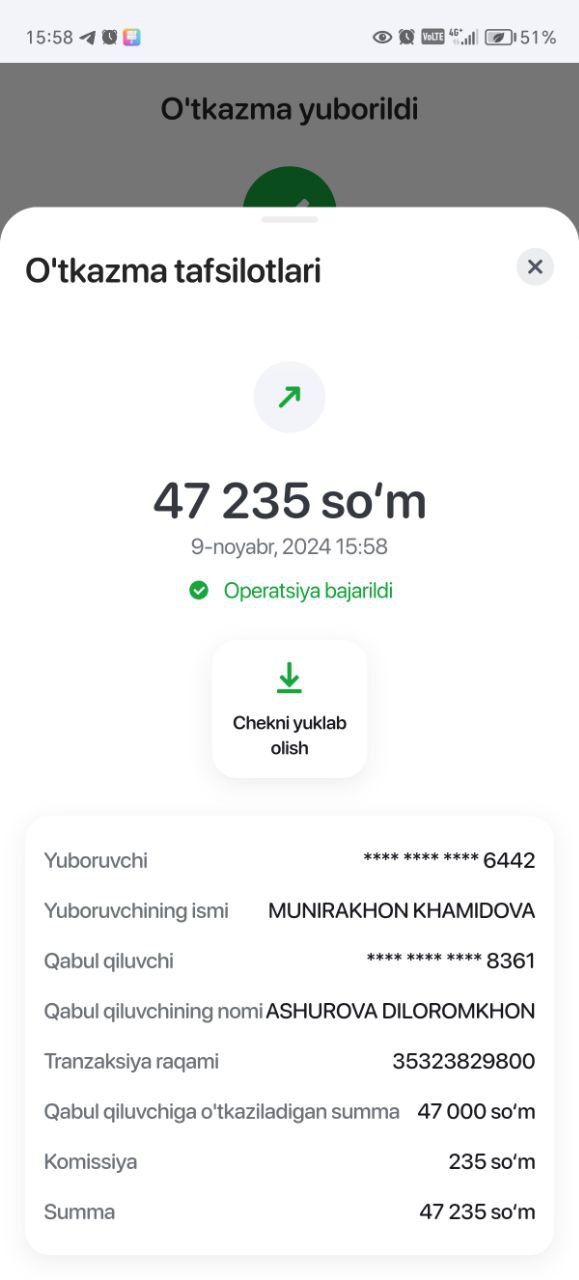 15:58 VoLTE 4G+ 51%
O'tkazma yuborildi
O'tkazma tafsilotlari
47 235 so‘m
9-noyabr, 2024 15:58
Operatsiya bajarildi
Chekni yuklab
olish
Yuboruvchi **** **** **** 6442
Yuboruvchining ismi MUNIRAKHON KHAMIDOVA
Qabul qiluvchi **** **** **** 8361
Qabul qiluvchining nomi ASHUROVA DILOROMKHON
Tranzaksiya raqami 35323829800
Qabul qiluvchiga o'tkaziladigan summa 47 000 so‘m
Komissiya 235 so‘m
Summa 47 235 so‘m